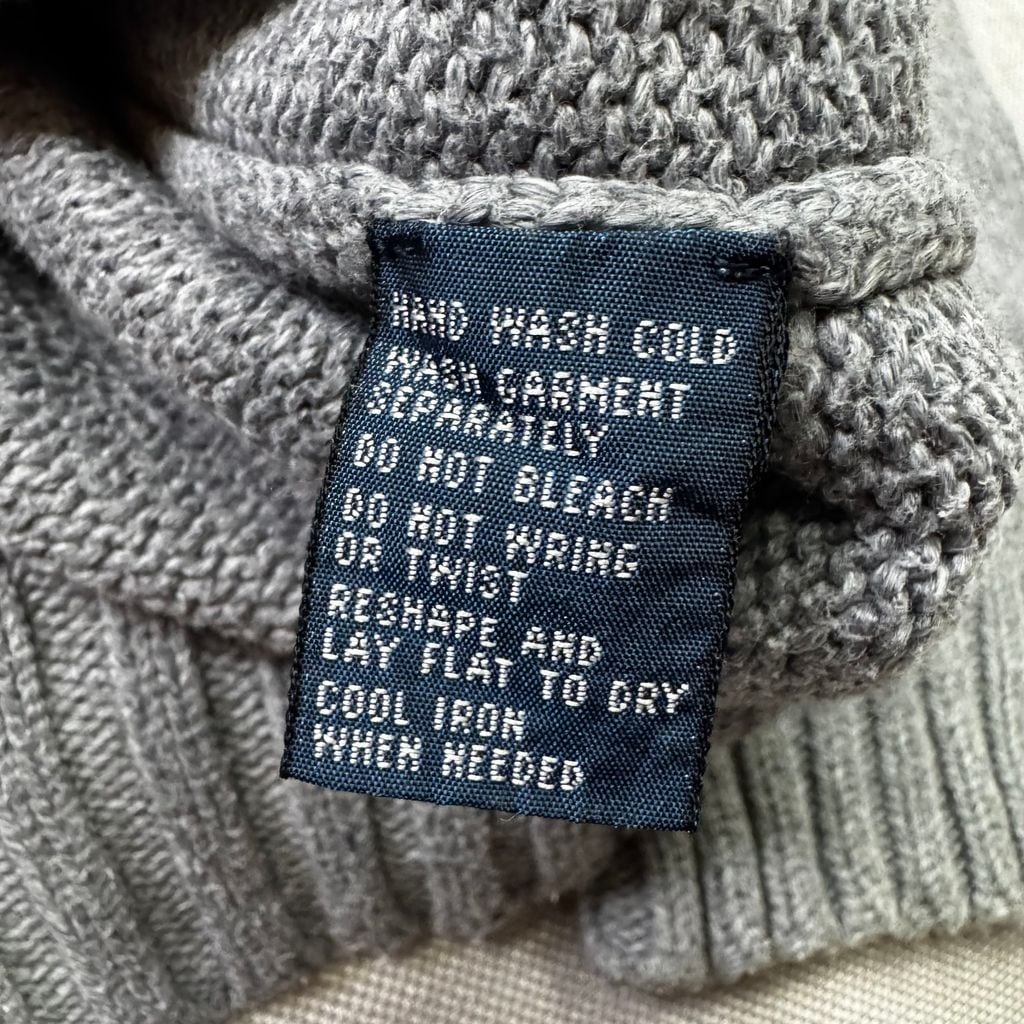 HAND WASH COLD
WASH GARMENT
SEPARATELY
DO NOT BLEACH
DO NOT WRING
OR TWIST
RESHAPE AND
LAY FLAT TO DRY
COOL IRON
WHEN NEEDED